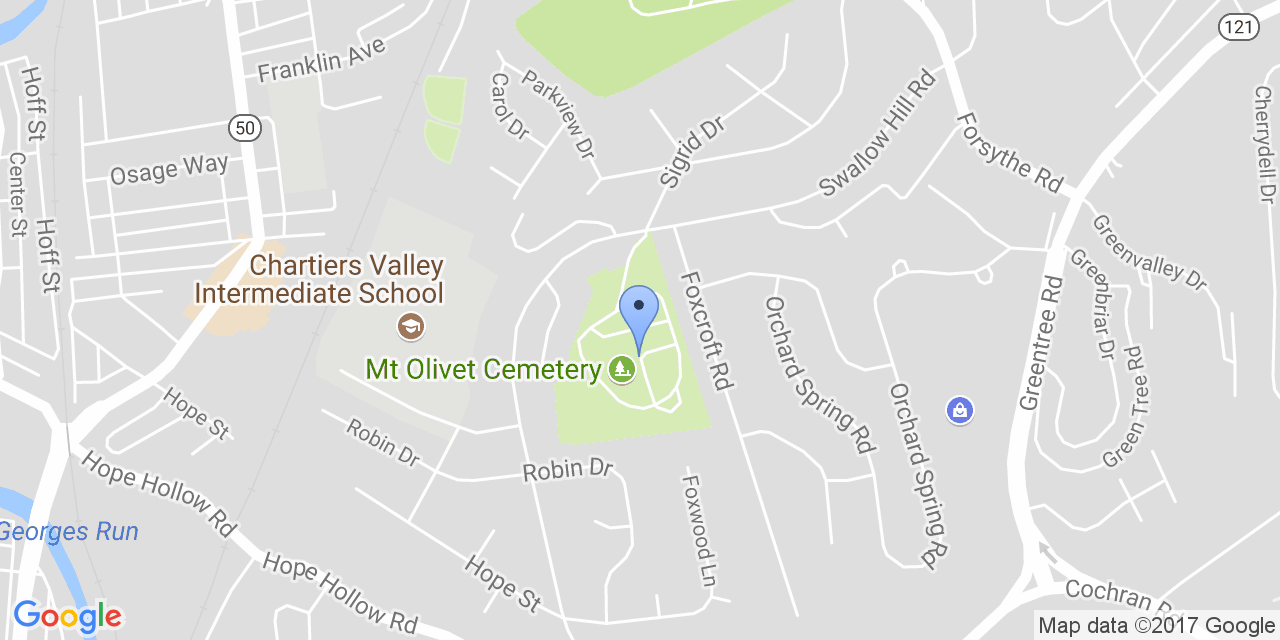 121
Franklin Ave
Hoff St
Carol Dr
Parkview Dr
Cherrydell Dr
50
Sigrid Dr
Swallow Hill Rd
Forsythe Rd
Osage Way
Center St
Hoff St
Greenvalley Dr
Chartiers Valley
Intermediate School
Greenbriar Dr
Foxcroft Rd
Orchard Spring Rd
Greentree Rd
Green Tree Rd
Mt Olivet Cemetery
Hope St
Robin Dr
Orchard Spring Rd
Robin Dr
Hope Hollow Rd
Foxwood Ln
Georges Run
Hope Hollow Rd
Hope St
Cochran Rd
Google
Map data ©2017 Google